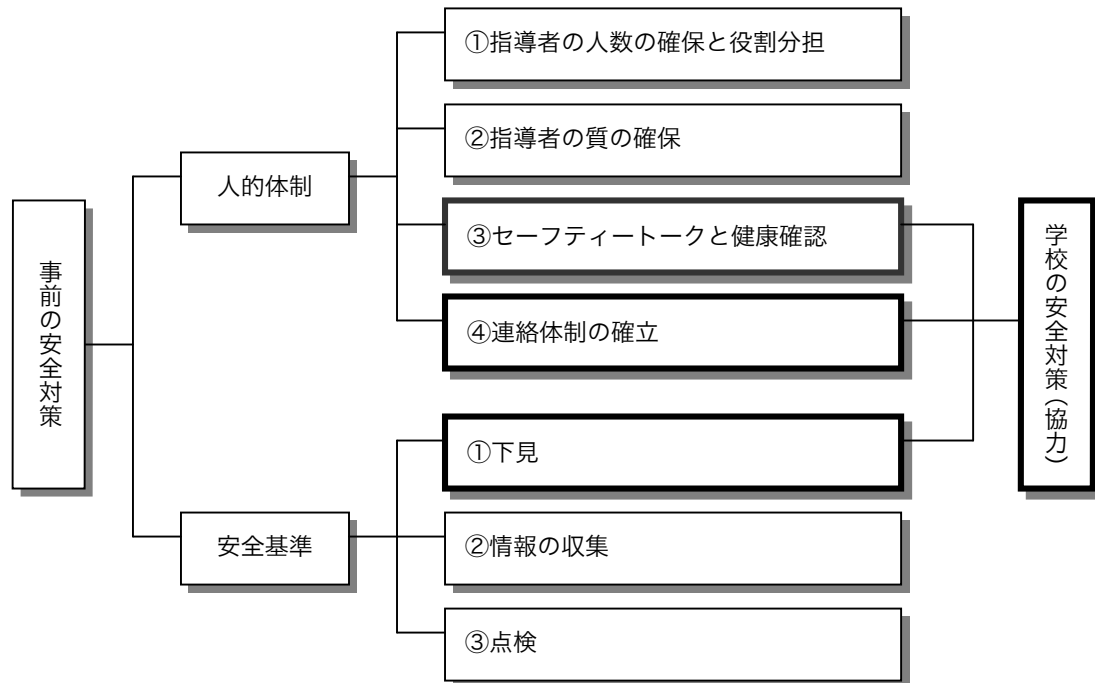 事前の安全対策
人的体制
①指導者の人数の確保と役割分担
②指導者の質の確保
③セーフティートークと健康確認
④連絡体制の確立
安全基準
①下見
②情報の収集
③点検
学校の安全対策（協力）